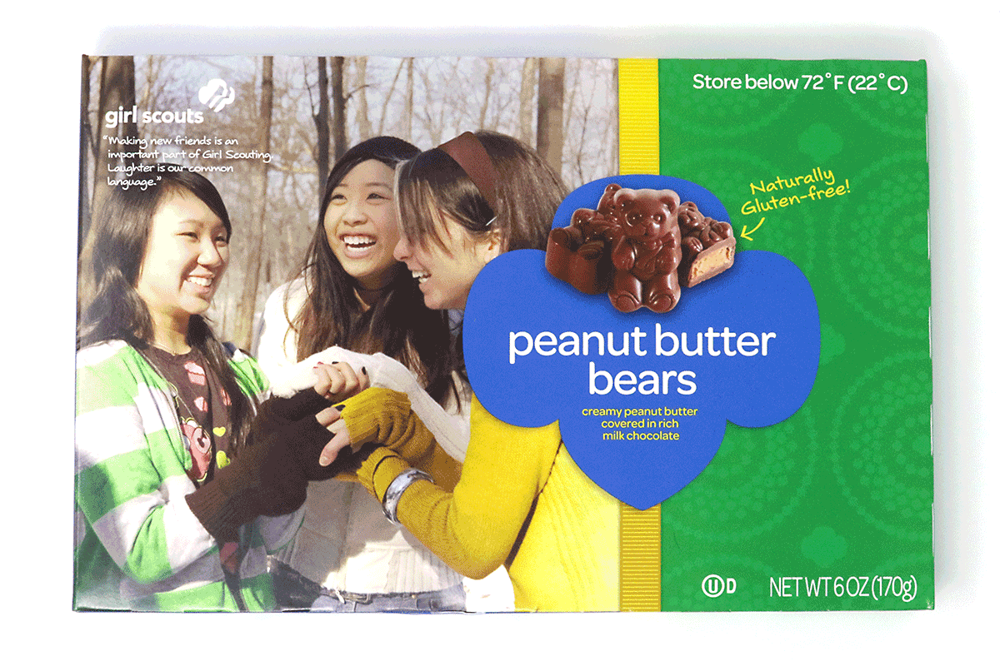 girl scouts
"Making new friends is an
important part of Girl Scouting.
Laughter is our common
language."
Store below 72°F (22°C)
Naturally
Gluten-free!
peanut butter
bears
creamy peanut butter
covered in rich
milk chocolate
U D
NET WT 6 OZ (170g)